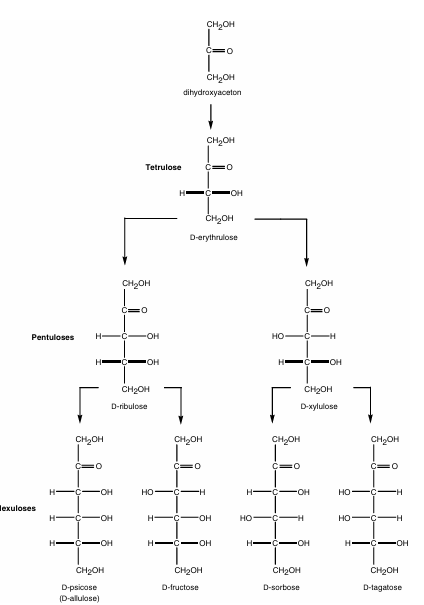 CH2OH
C=O
CH2OH
dihydroxyaceton
CH2OH
Tetrulose C=O
H C OH
CH2OH
D-erythrulose
CH2OH CH2OH
C=O C=O
Pentuloses H C OH HO C H
H C OH H C OH
CH2OH CH2OH
D-ribulose D-xylulose
CH2OH CH2OH CH2OH CH2OH
C=O C=O C=O C=O
H C OH HO C H H C OH HO C H
exuloses H C OH H C OH HO C H HO C H
H C OH H C OH H C OH H C OH
CH2OH CH2OH CH2OH CH2OH
D-psicose D-fructose D-sorbose D-tagatose
(D-allulose)